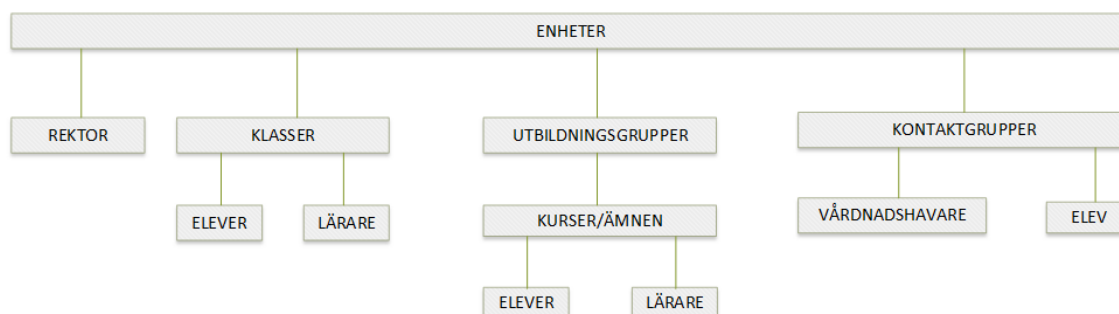 ENHETER
REKTOR
KLASSER
UTBILDNINGSGRUPPER
KONTAKTGRUPPER
ELEVER
LÄRARE
KURSER/ÄMNEN
VÅRDNADSHAVARE
ELEV
ELEVER
LÄRARE